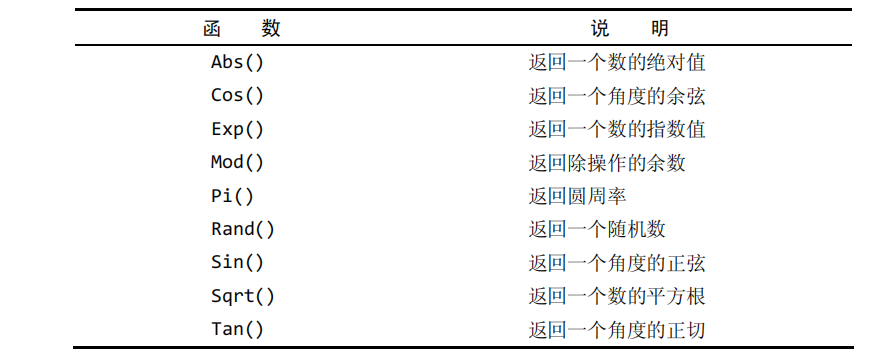 函 数 说 明
Abs() 返回一个数的绝对值
Cos() 返回一个角度的余弦
Exp() 返回一个数的指数值
Mod() 返回除操作的余数
Pi() 返回圆周率
Rand() 返回一个随机数
Sin() 返回一个角度的正弦
Sqrt() 返回一个数的平方根
Tan() 返回一个角度的正切